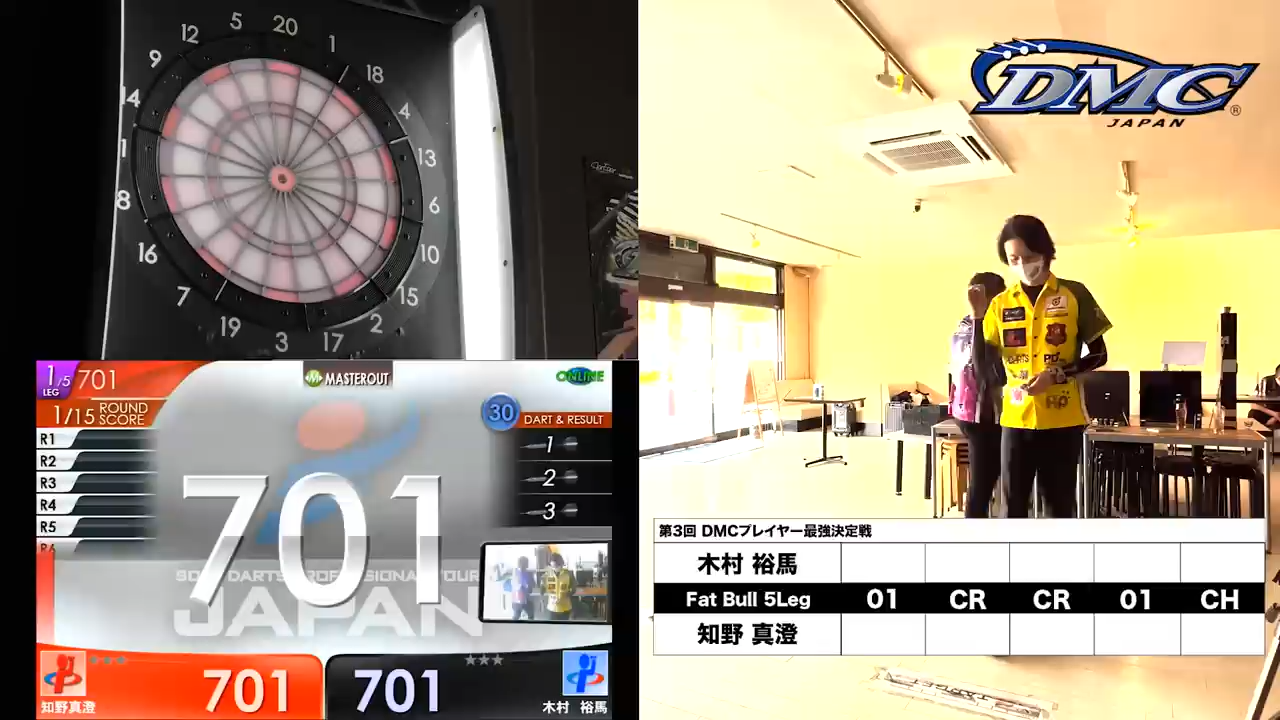 5 20 1 18 4 13 6 10 15 2 17 3 19 7 16 8 1 14 9 12
DMC
JAPAN
1/5
LEG
701
MASTEROUT
ONLINE
1/15 ROUND SCORE
30
DART & RESULT
R1
R2
R3
R4
R5
R6
1
2
3
701
JAPAN
701
701
知野真澄
木村 裕馬
第3回 DMCプレイヤー最強決定戦
木村 裕馬
Fat Bull 5Leg 01 CR CR 01 CH
知野 真澄